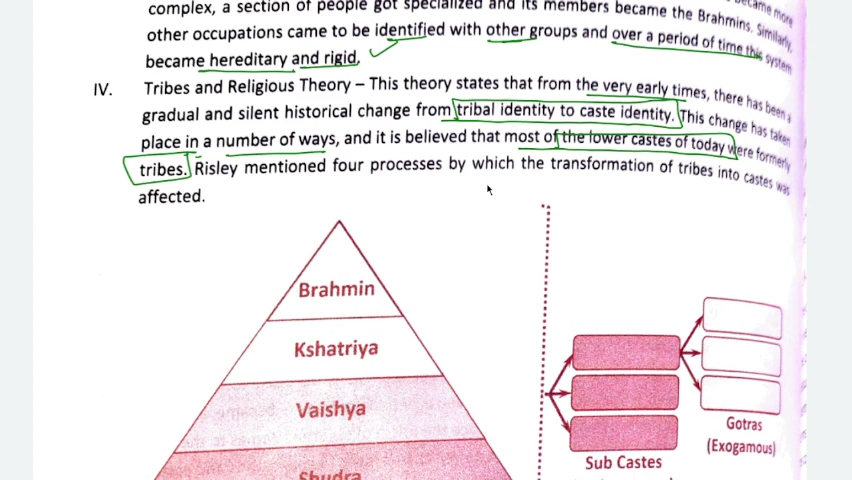 complex, a section of people got specialized and its members became the Brahmins. Similarly,
became more
other occupations came to be identified with other groups and over a period of time this system
became hereditary and rigid.
IV. Tribes and Religious Theory – This theory states that from the very early times, there has been a
gradual and silent historical change from tribal identity to caste identity. This change has taken
place in a number of ways, and it is believed that most of the lower castes of today were formerly
tribes. Risley mentioned four processes by which the transformation of tribes into castes was
affected.
Brahmin
Kshatriya
Vaishya
Shudra
Sub Castes
Gotras
(Exogamous)